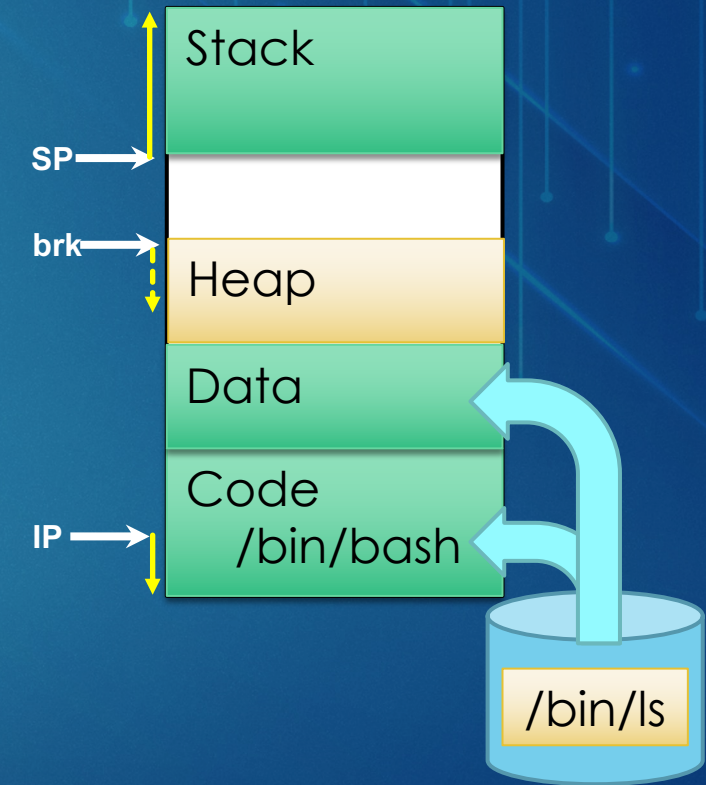 Stack
SP
brk
Heap
Data
Code
IP
/bin/bash
/bin/ls